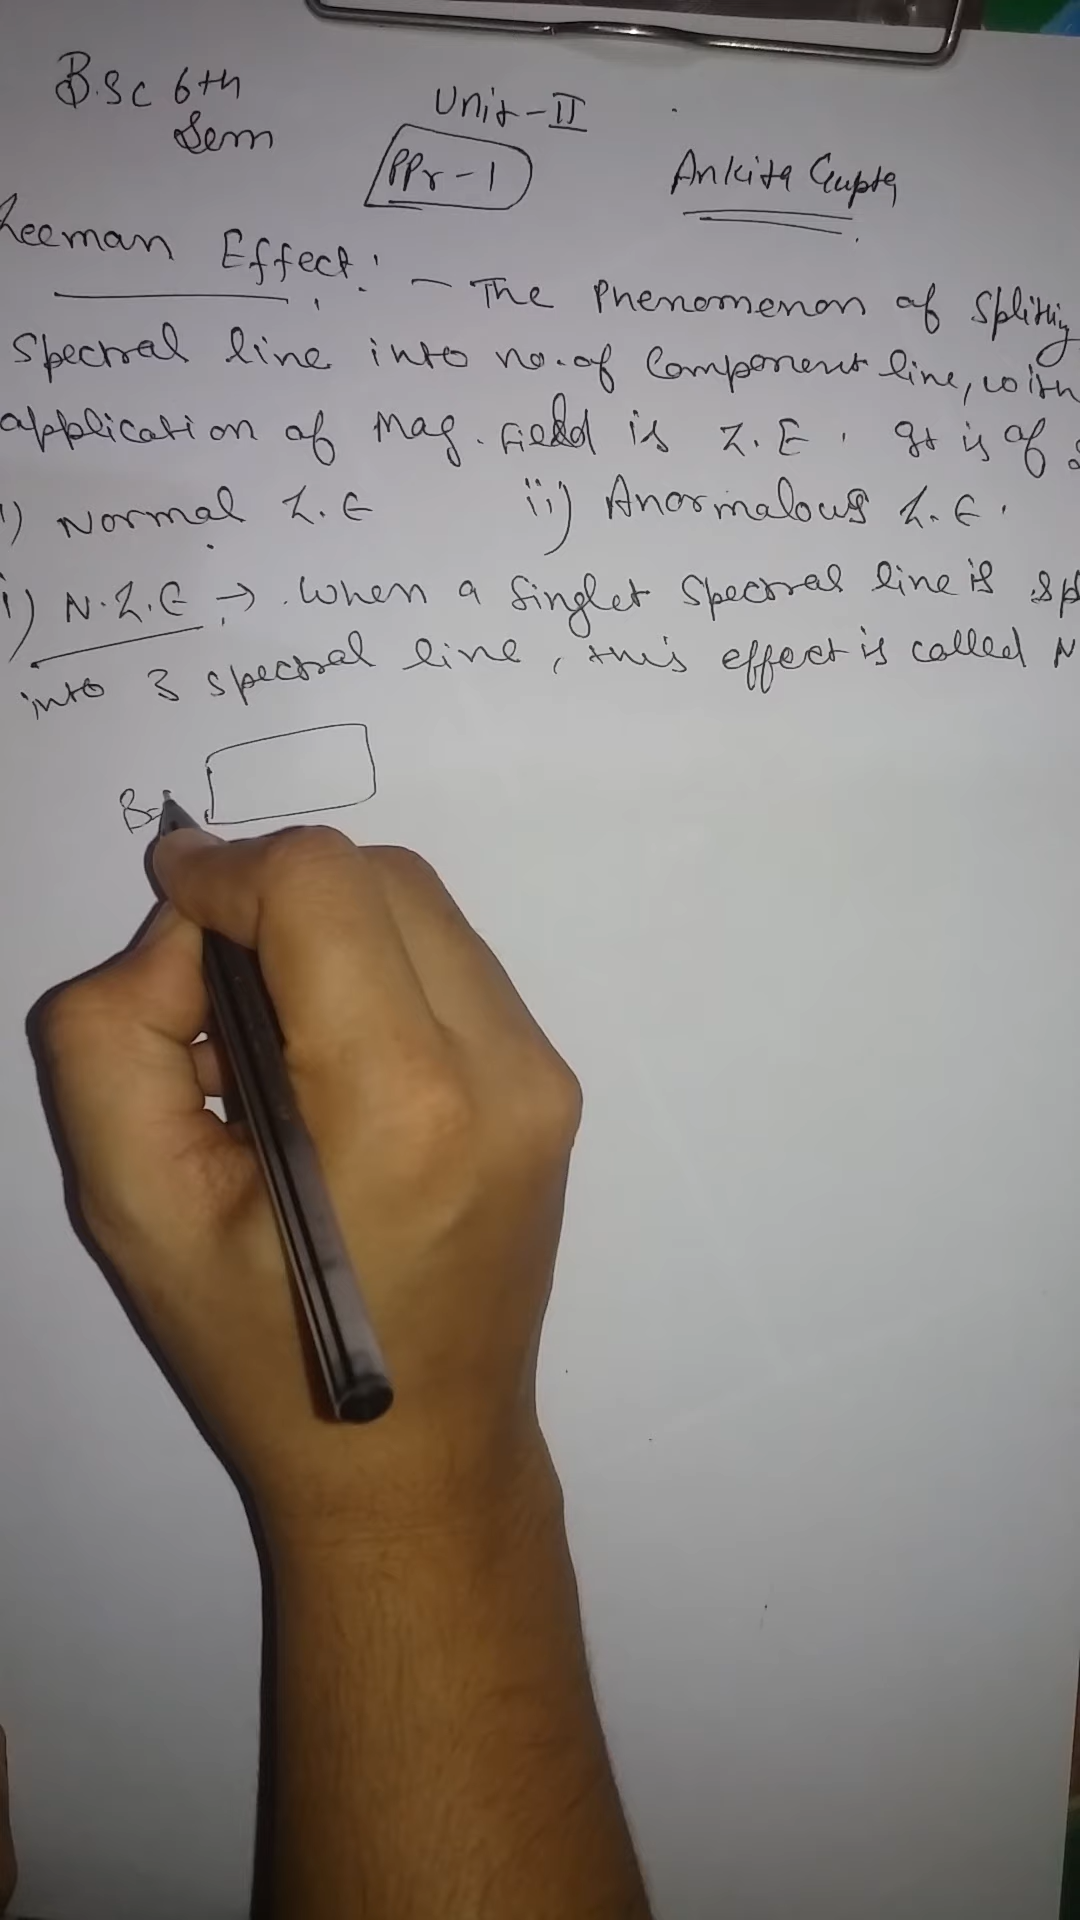 B.Sc 6th
Sem
Unit-II
PPr-1
Ankita Gupta
Zeeman Effect: - The Phenomenon of Spliting
Spectral line into no. of Component line, with
application of Mag. Field is Z.E. It is of
i) Normal Z.E ii) Anormalous Z.E.
i) N.Z.E → When a Singlet Spectral line is Sp
into 3 spectral line, this effect is called N
B=